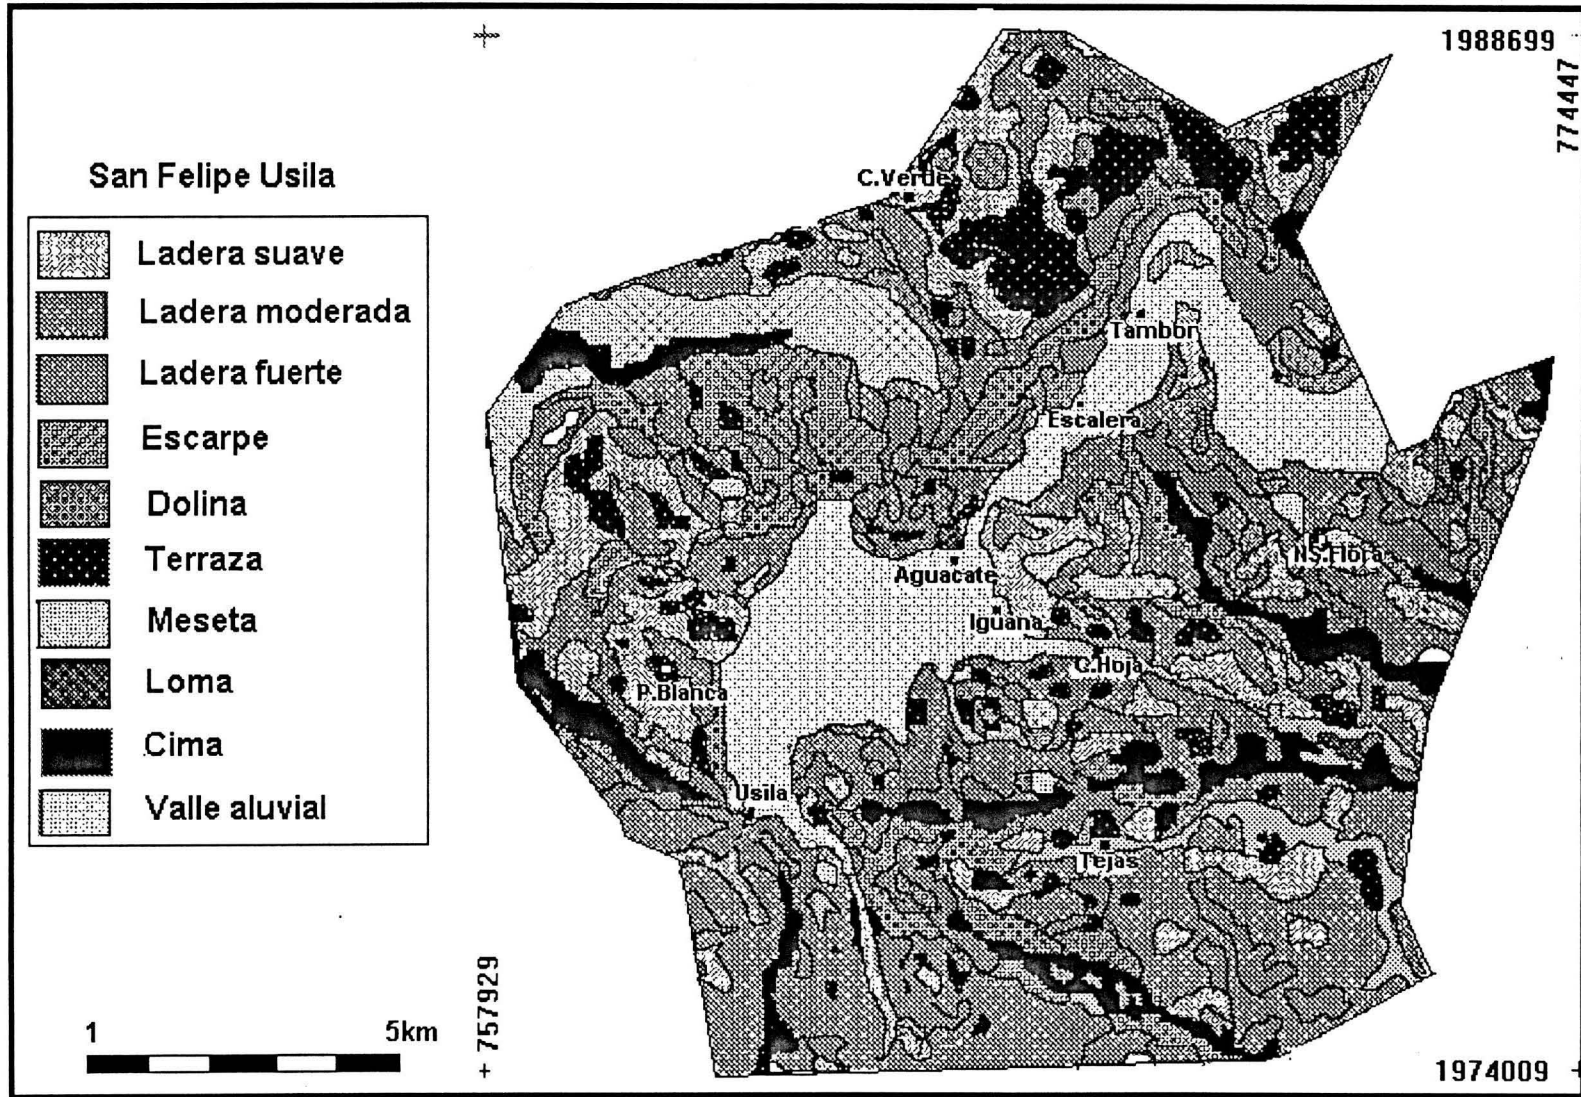 San Felipe Usila
Ladera suave
Ladera moderada
Ladera fuerte
Escarpe
Dolina
Terraza
Meseta
Loma
Cima
Valle aluvial
1 5km
1988699
774447
757929
1974009
C.Verde
Tambor
Escalera
NS.Flora
Aguacate
Iguana
C.Hoja
P.Blanca
Usila
Tejas